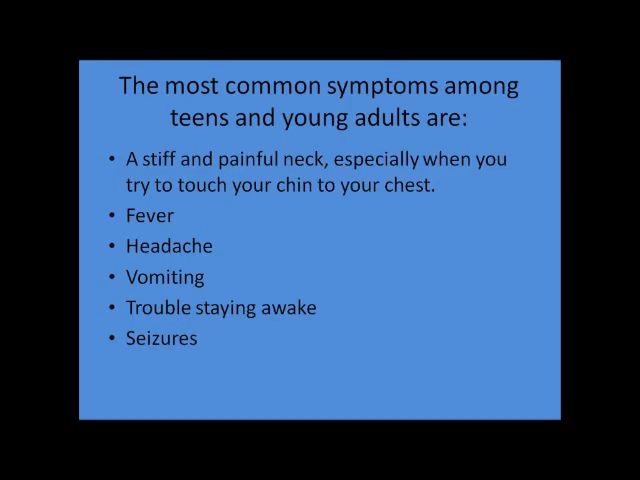 The most common symptoms among
teens and young adults are:
• A stiff and painful neck, especially when you
try to touch your chin to your chest.
• Fever
• Headache
• Vomiting
• Trouble staying awake
• Seizures